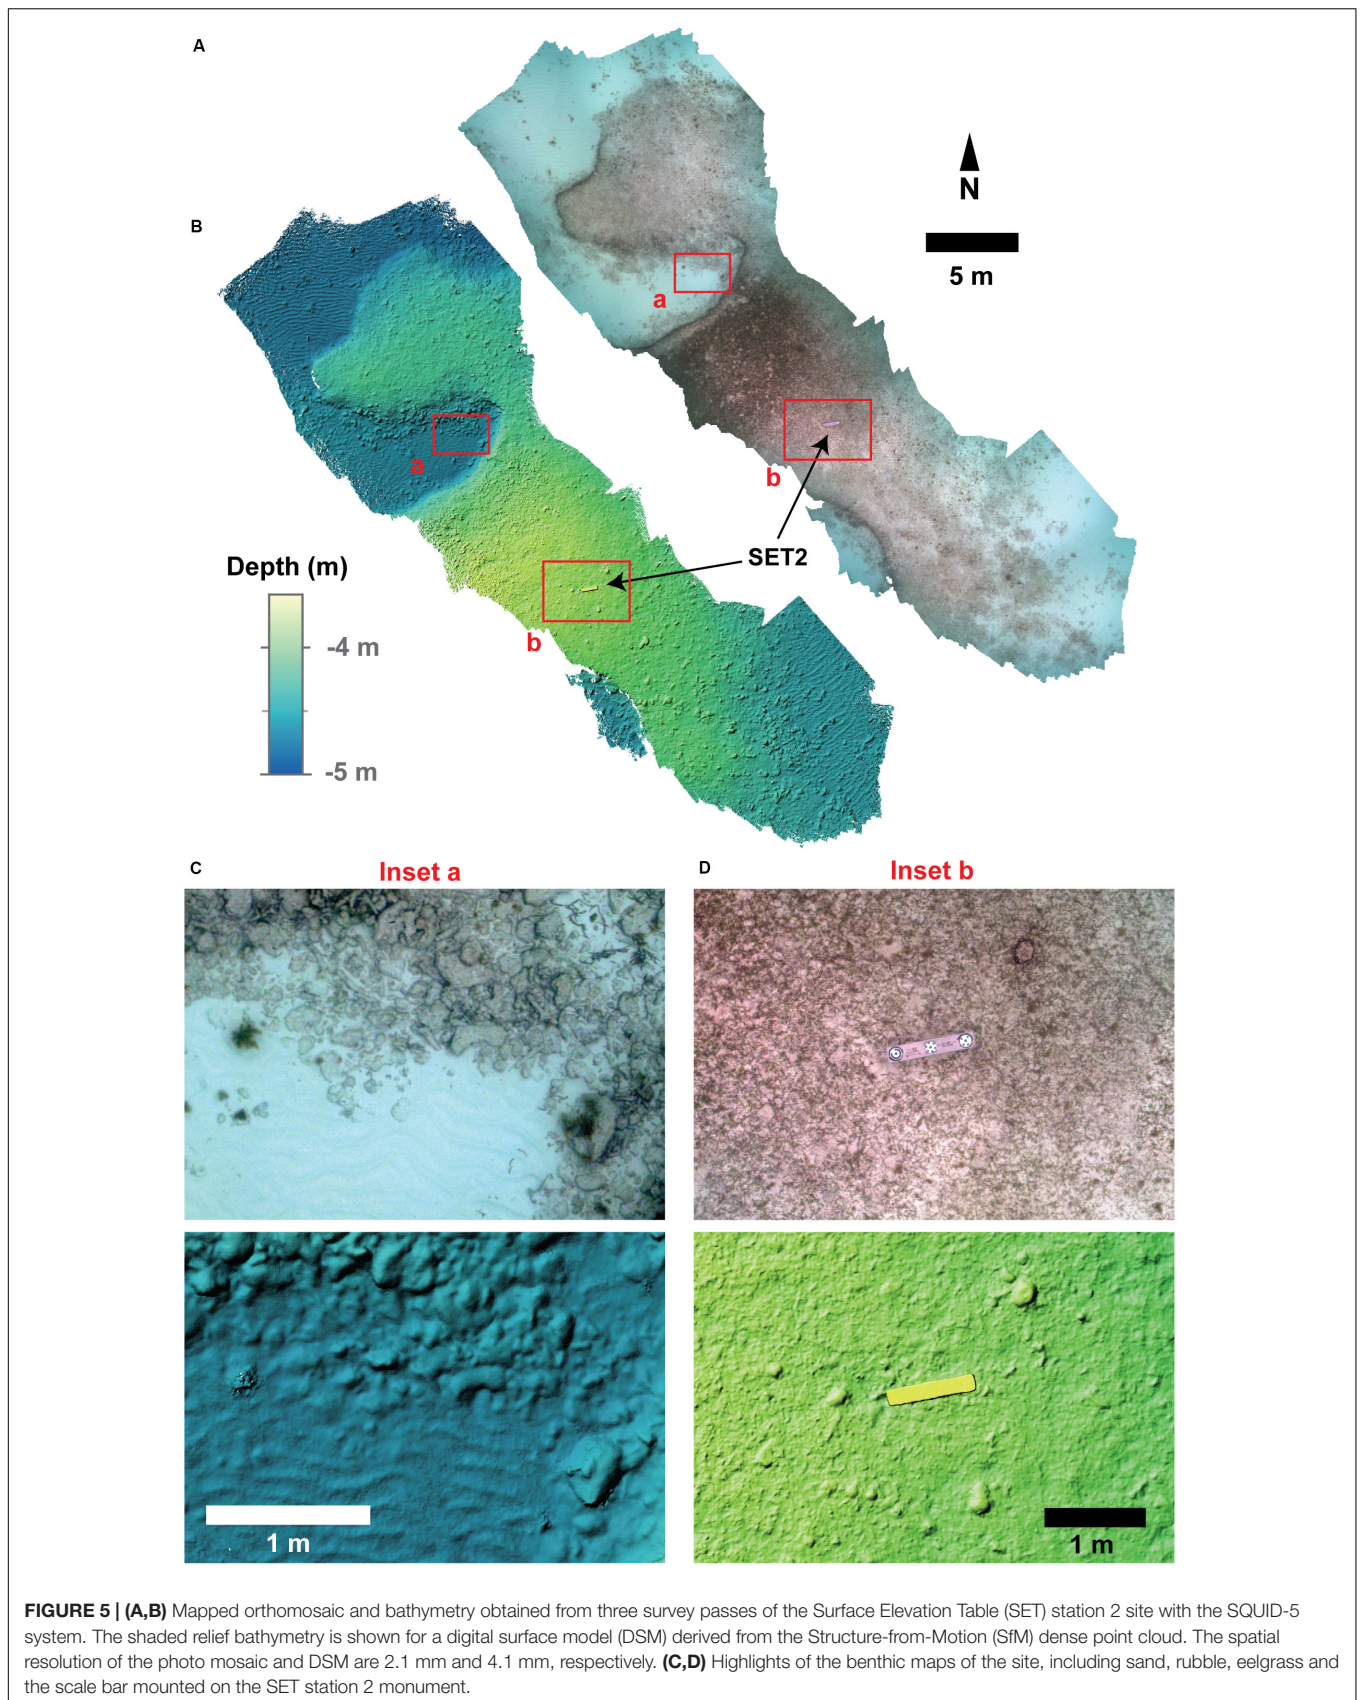 A
N
5 m
a
B
a
b
SET2
b
Depth (m)
-4 m
-5 m
C
Inset a
D
Inset b
1 m
1 m
FIGURE 5 | (A,B) Mapped orthomosaic and bathymetry obtained from three survey passes of the Surface Elevation Table (SET) station 2 site with the SQUID-5
system. The shaded relief bathymetry is shown for a digital surface model (DSM) derived from the Structure-from-Motion (SfM) dense point cloud. The spatial
resolution of the photo mosaic and DSM are 2.1 mm and 4.1 mm, respectively. (C,D) Highlights of the benthic maps of the site, including sand, rubble, eelgrass and
the scale bar mounted on the SET station 2 monument.